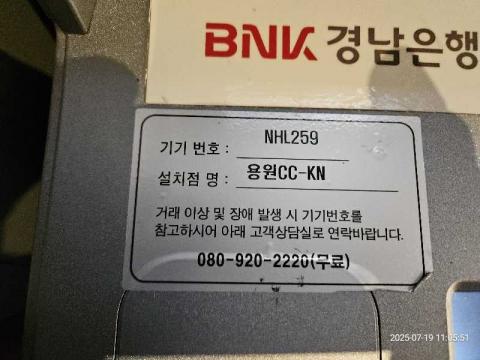 BNK 경남은행
기기 번호 : NHL259
설치점 명 : 용원CC-KN
거래 이상 및 장애 발생 시 기기번호를
참고하시어 아래 고객상담실로 연락바랍니다.
080-920-2220(무료)
2025-07-19 11:05:51